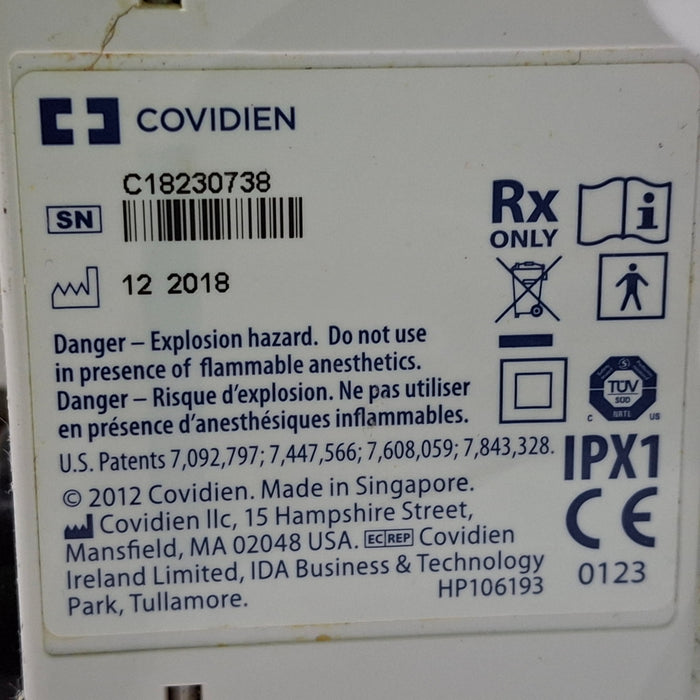 COVIDIEN
C18230738
SN
12 2018
Rx
ONLY
Danger – Explosion hazard. Do not use
in presence of flammable anesthetics.
Danger – Risque d'explosion. Ne pas utiliser
en présence d'anesthésiques inflammables.
TÜV
SÜD
NRTL
C US
U.S. Patents 7,092,797; 7,447,566; 7,608,059; 7,843,328.
IPX1
© 2012 Covidien. Made in Singapore.
Covidien llc, 15 Hampshire Street,
Mansfield, MA 02048 USA. EC REP Covidien
Ireland Limited, IDA Business & Technology
Park, Tullamore.
HP106193
CE
0123